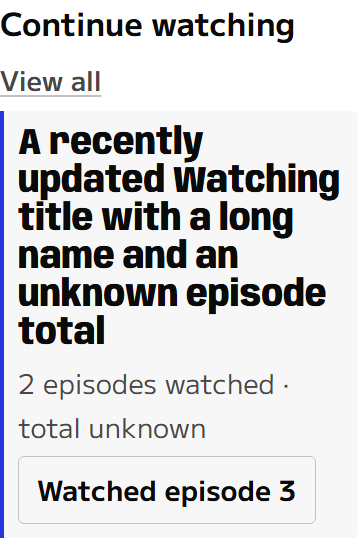 Continue watching
View all
A recently
updated Watching
title with a long
name and an
unknown episode
total
2 episodes watched ·
total unknown
Watched episode 3